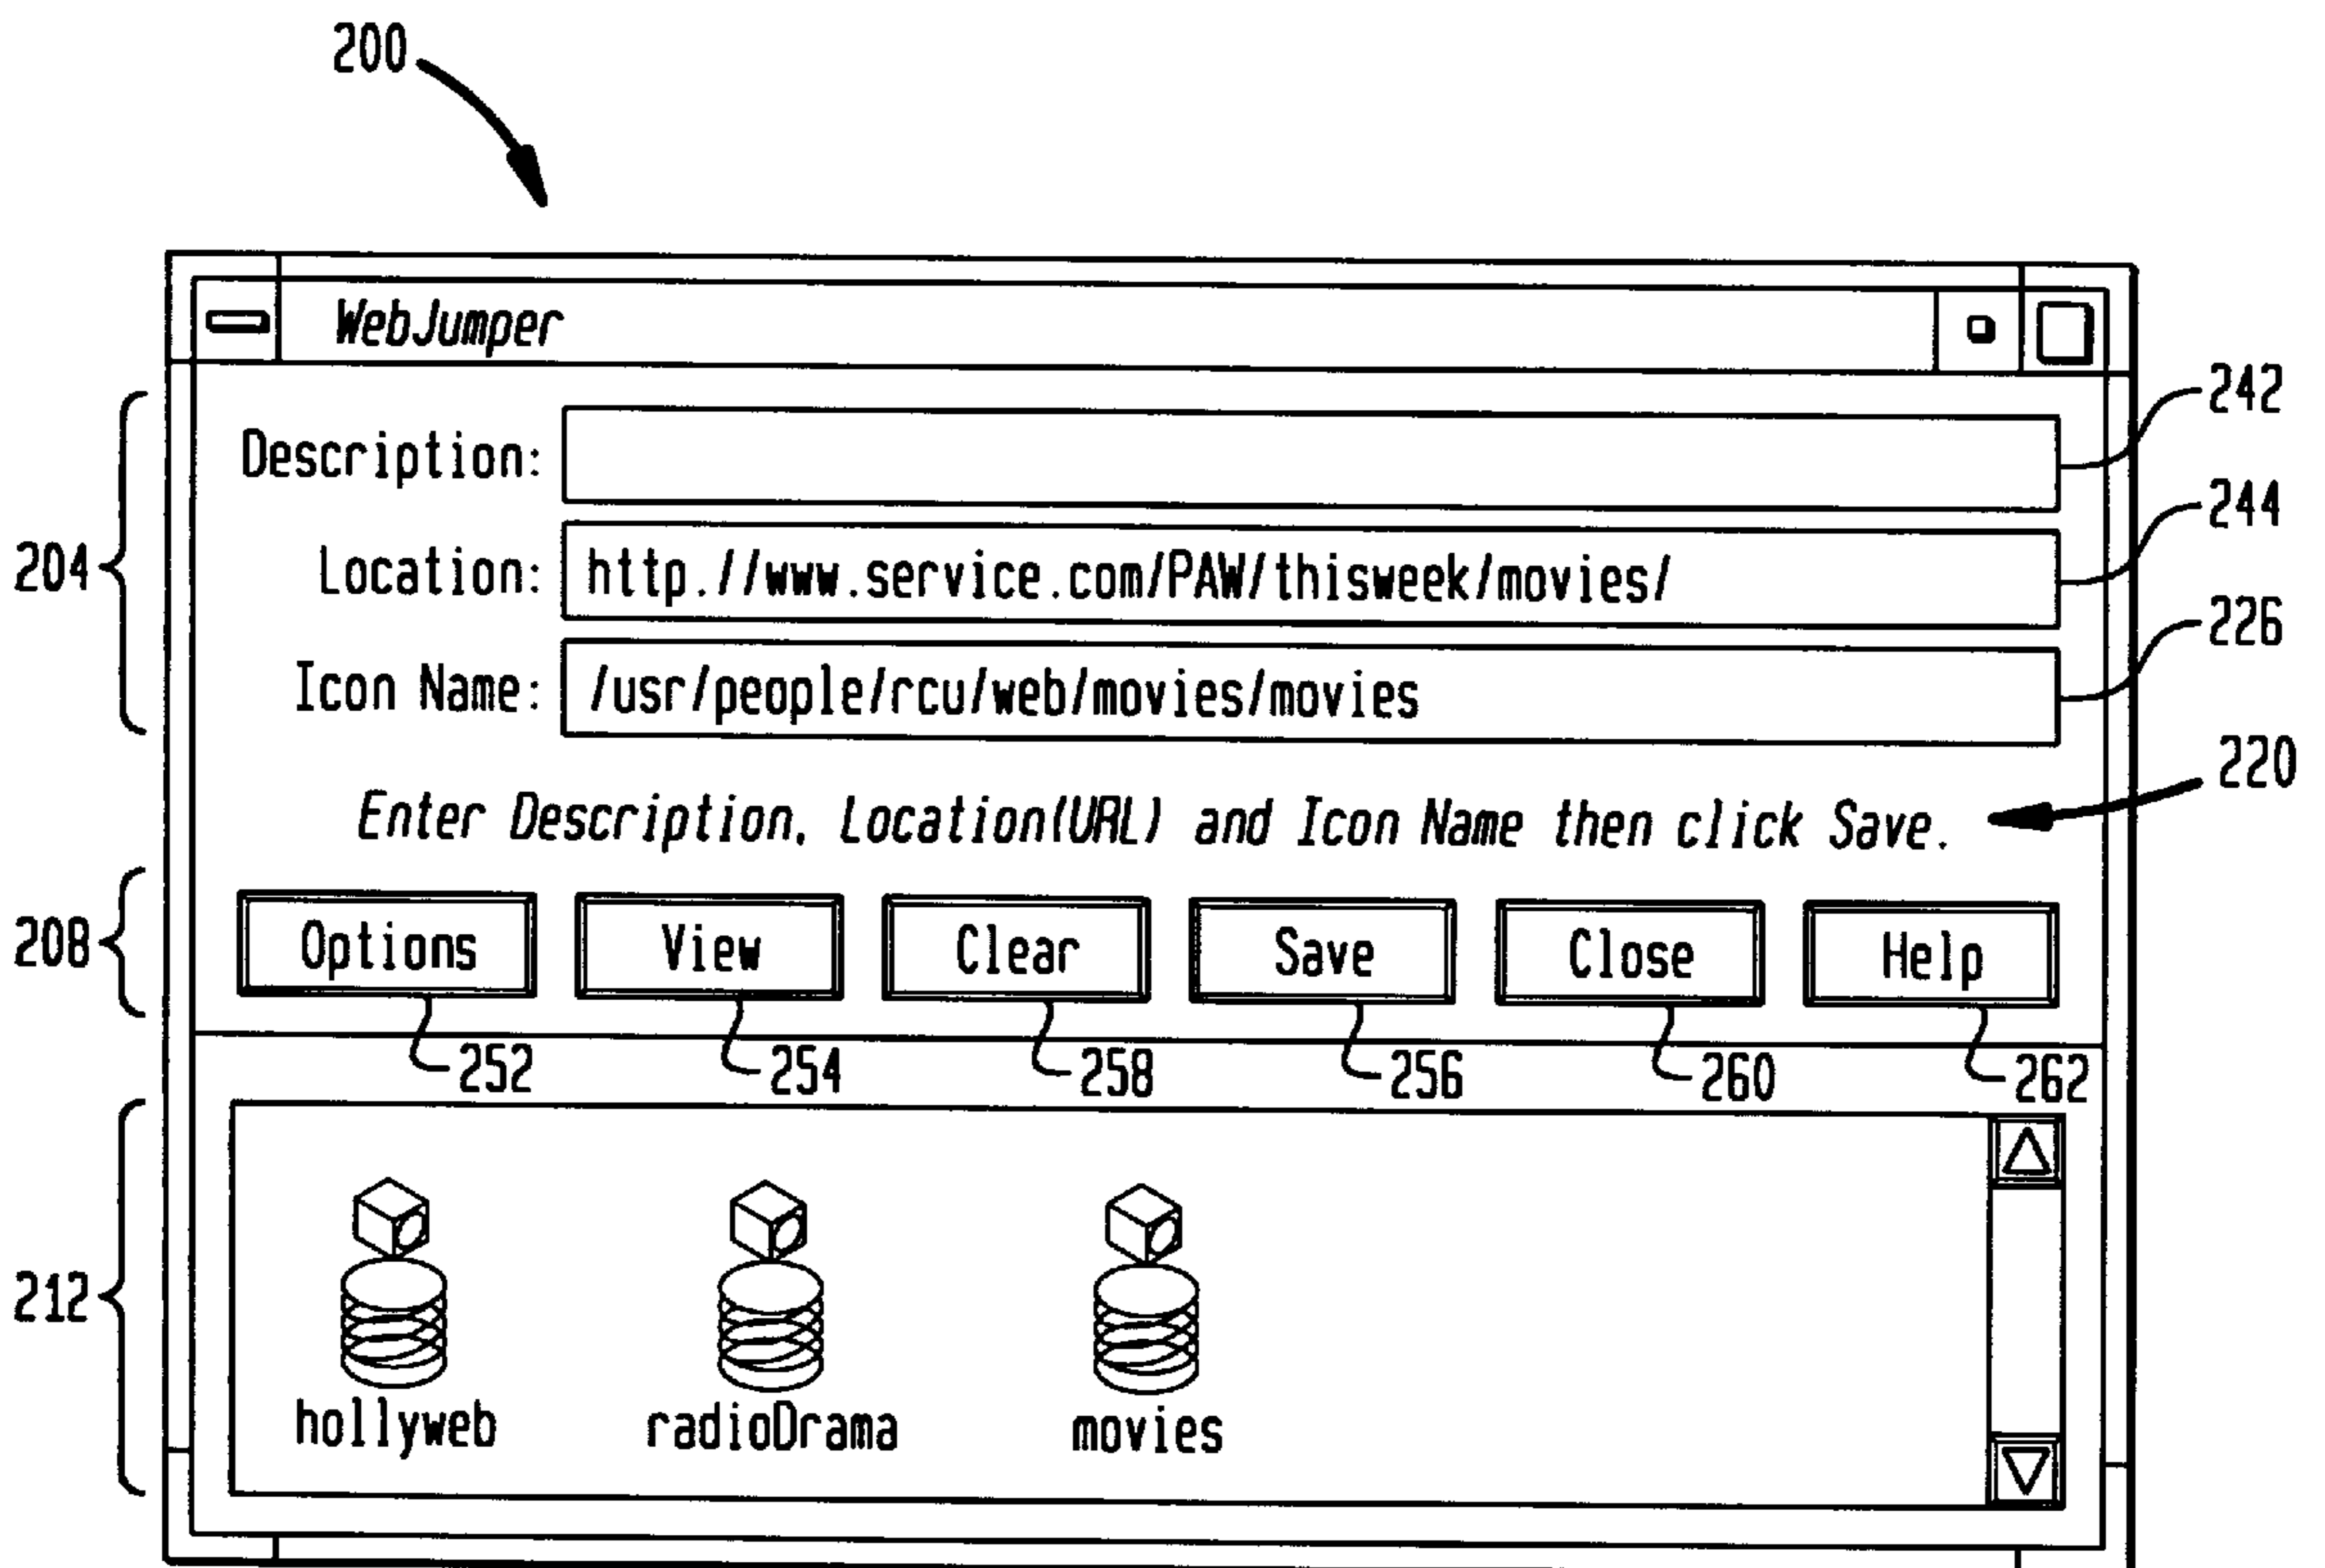 200
WebJumper
242
Description:
244
204
Location: http.//www.service.com/PAW/thisweek/movies/
226
Icon Name: /usr/people/rcu/web/movies/movies
220
Enter Description, Location(URL) and Icon Name then click Save.
208
Options View Clear Save Close Help
252 254 258 256 260 262
212
hollyweb radioDrama movies